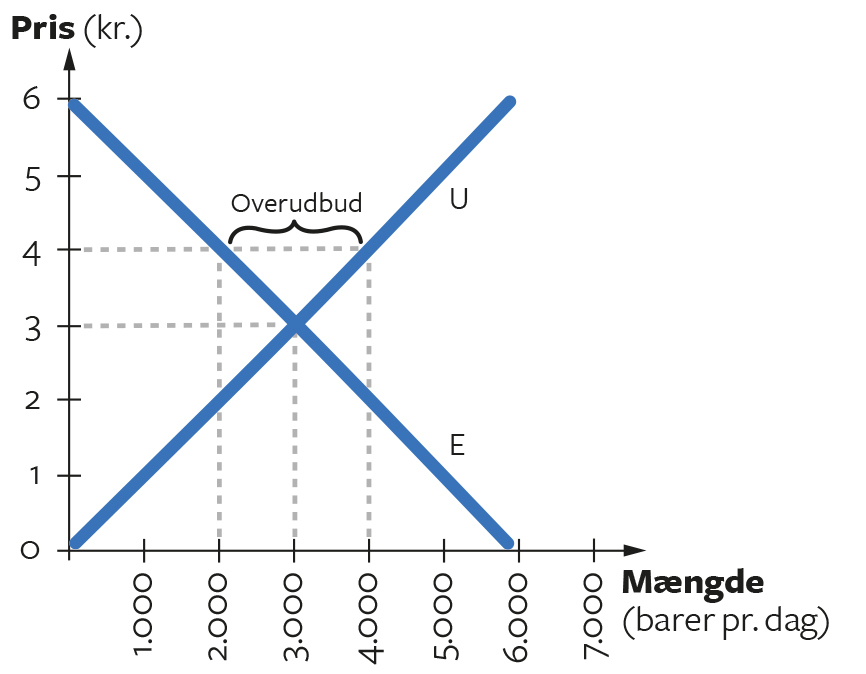 Pris (kr.)
6
5
4
3
2
1
0
Overudbud
U
E
1.000
2.000
3.000
4.000
5.000
6.000
7.000
Mængde
(barer pr. dag)